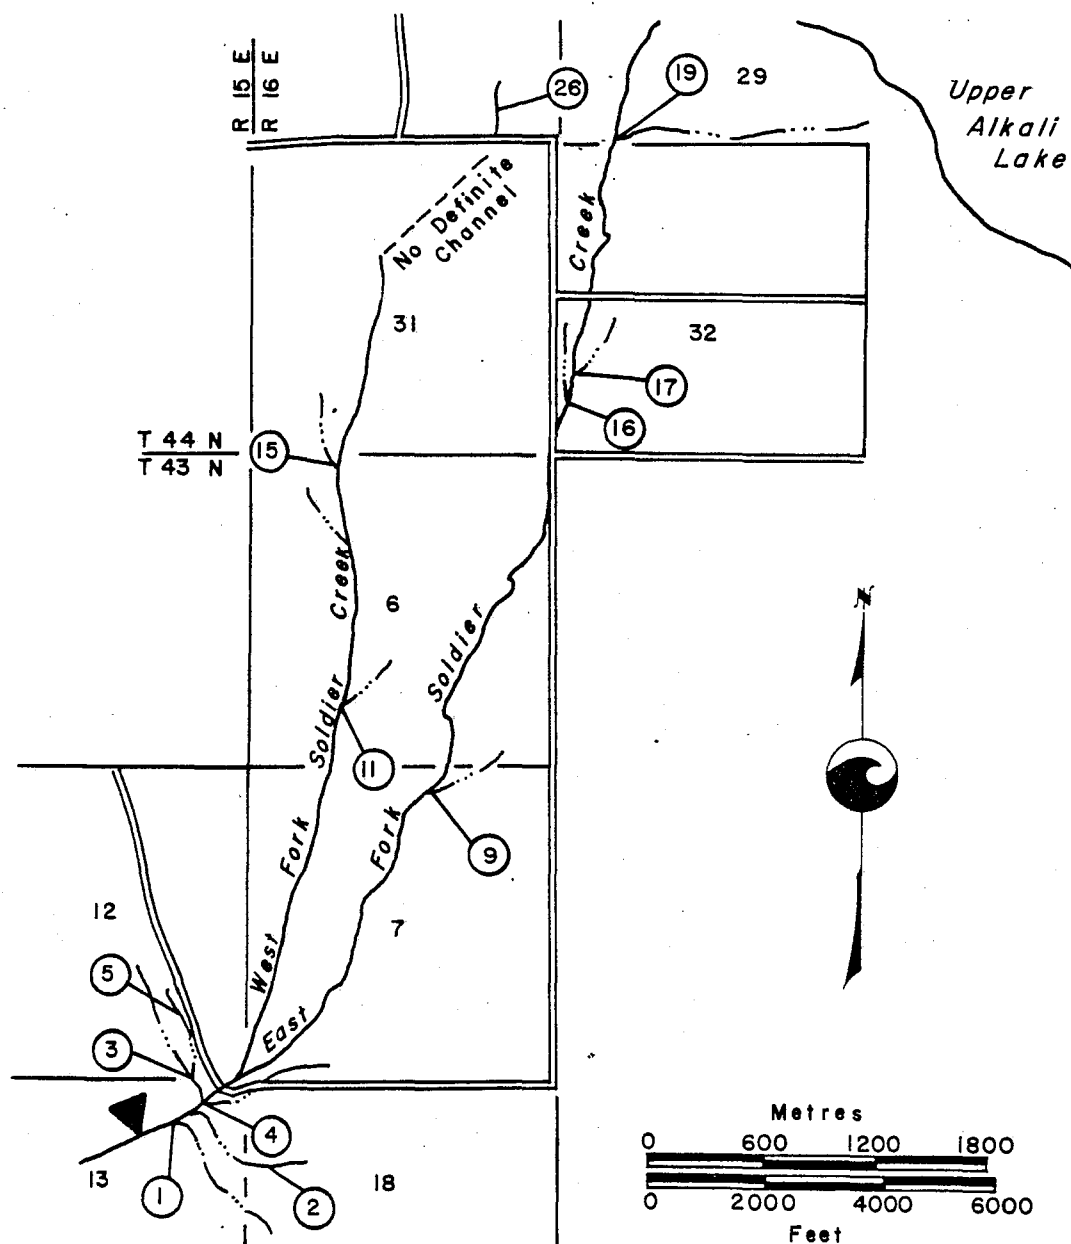 R 15 E
R 16 E
26
19
29
Upper
Alkali
Lake
No Definite
Channel
Creek
31
32
17
16
T 44 N
T 43 N
15
Creek
6
Soldier
N
Soldier
11
9
Fork
Fork
12
7
West
5
East
3
4
13
1
2
18
Metres
0 600 1200 1800
0 2000 4000 6000
Feet